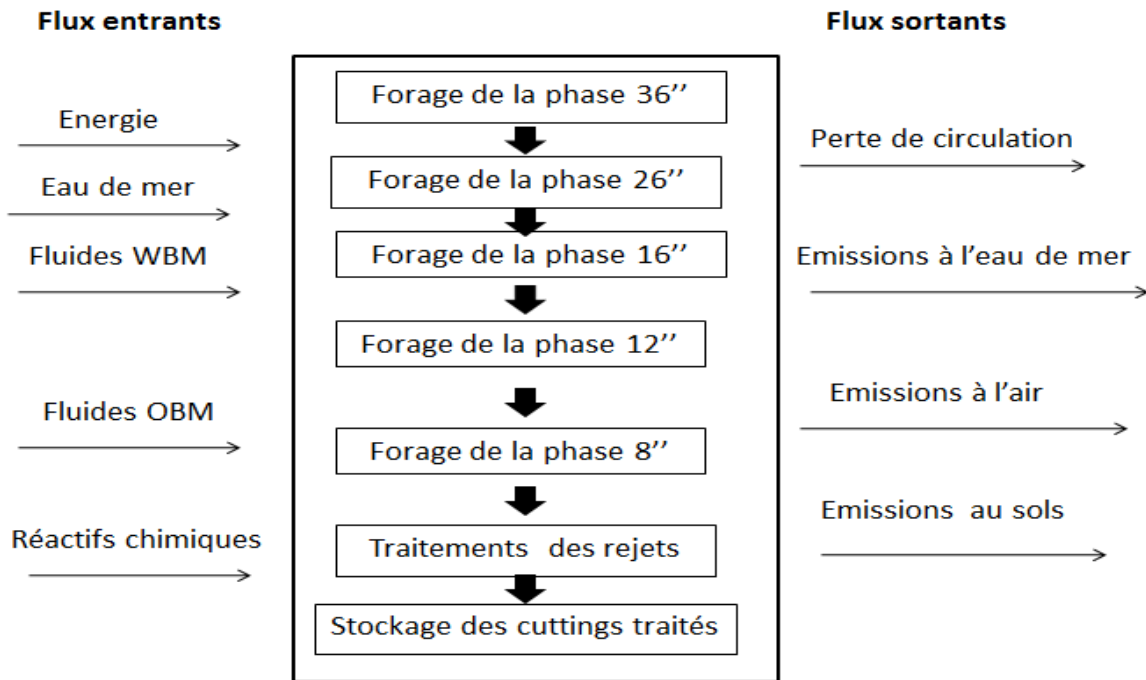 Flux entrants
Flux sortants
Energie
Eau de mer
Fluides WBM
Fluides OBM
Réactifs chimiques
Forage de la phase 36’’
Forage de la phase 26’’
Forage de la phase 16’’
Forage de la phase 12’’
Forage de la phase 8’’
Traitements des rejets
Stockage des cuttings traités
Perte de circulation
Emissions à l’eau de mer
Emissions à l’air
Emissions au sols